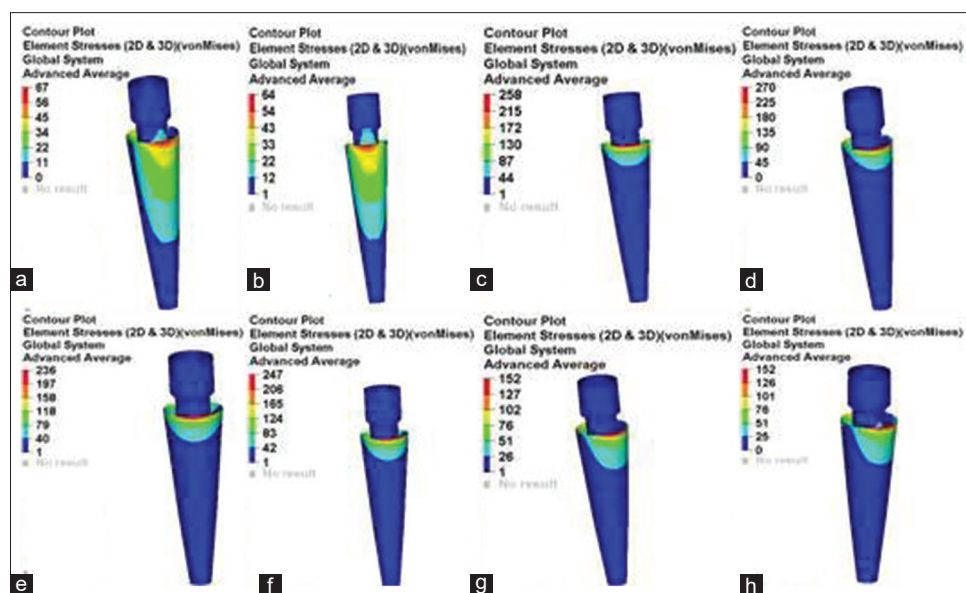 Contour Plot
Element Stresses (2D & 3D)(vonMises)
Global System
Advanced Average
67
56
45
34
22
11
0
No result
a
Contour Plot
Element Stresses (2D & 3D)(vonMises)
Global System
Advanced Average
64
54
43
33
22
12
1
No result
b
Contour Plot
Element Stresses (2D & 3D)(vonMises)
Global System
Advanced Average
258
215
172
130
87
44
1
No result
c
Contour Plot
Element Stresses (2D & 3D)(vonMises)
Global System
Advanced Average
270
225
180
135
90
45
0
No result
d
Contour Plot
Element Stresses (2D & 3D)(vonMises)
Global System
Advanced Average
236
197
158
118
79
40
1
No result
e
Contour Plot
Element Stresses (2D & 3D)(vonMises)
Global System
Advanced Average
247
206
165
124
83
42
1
No result
f
Contour Plot
Element Stresses (2D & 3D)(vonMises)
Global System
Advanced Average
152
127
102
76
51
26
1
No result
g
Contour Plot
Element Stresses (2D & 3D)(vonMises)
Global System
Advanced Average
152
126
101
76
51
25
0
No result
h